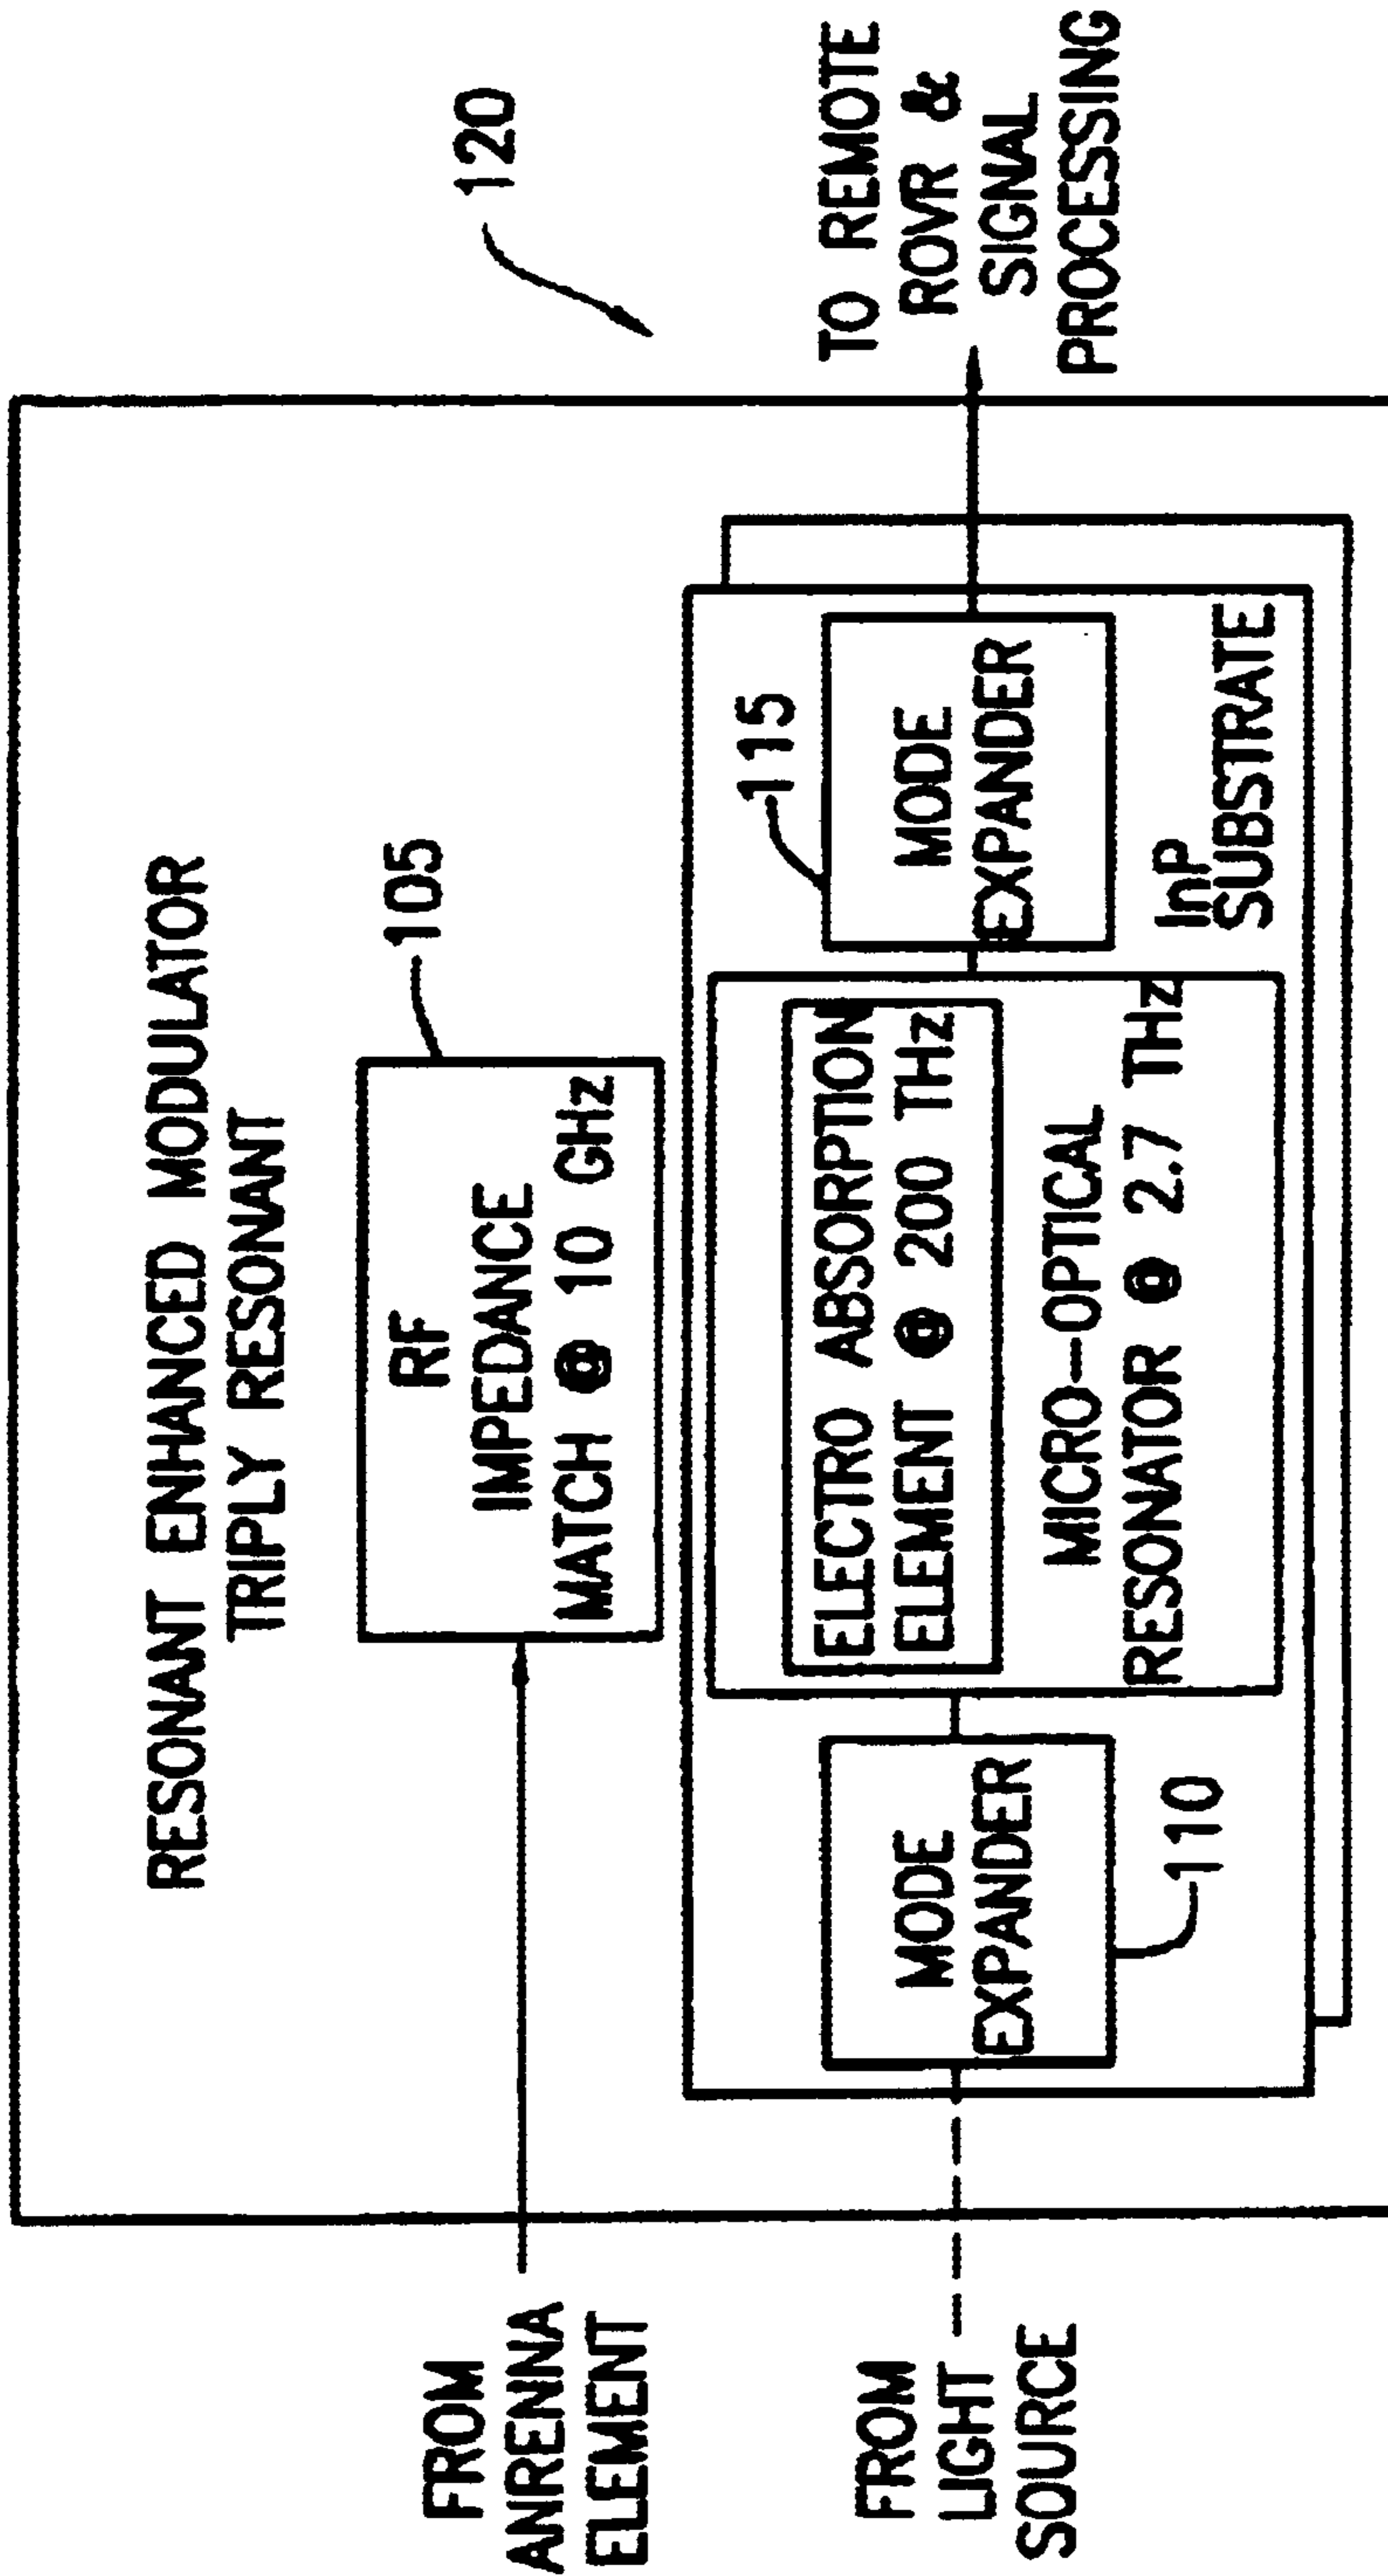 RESONANT ENHANCED MODULATOR
TRIPLY RESONANT
120
105
RF
IMPEDANCE
MATCH @ 10 GHz
FROM
ANRENNA
ELEMENT
FROM
LIGHT
SOURCE
MODE
EXPANDER
110
ELECTRO ABSORPTION
ELEMENT @ 200 THz
MICRO-OPTICAL
RESONATOR @ 2.7 THz
115
MODE
EXPANDER
InP
SUBSTRATE
TO REMOTE
ROVR &
SIGNAL
PROCESSING